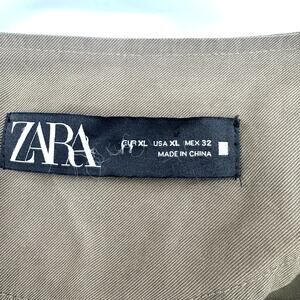 ZARA
EUR XL USA XL MEX 32
MADE IN CHINA